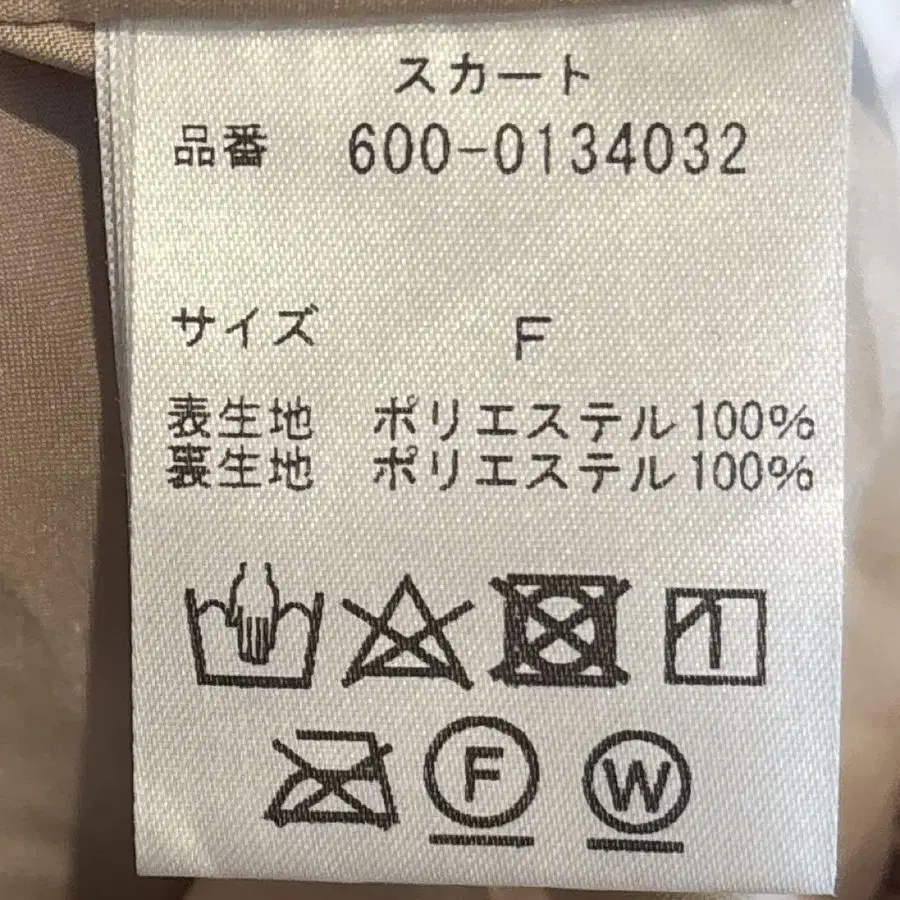 スカート
品番 600-0134032
サイズ F
表生地 ポリエステル100%
裏生地 ポリエステル100%
F W